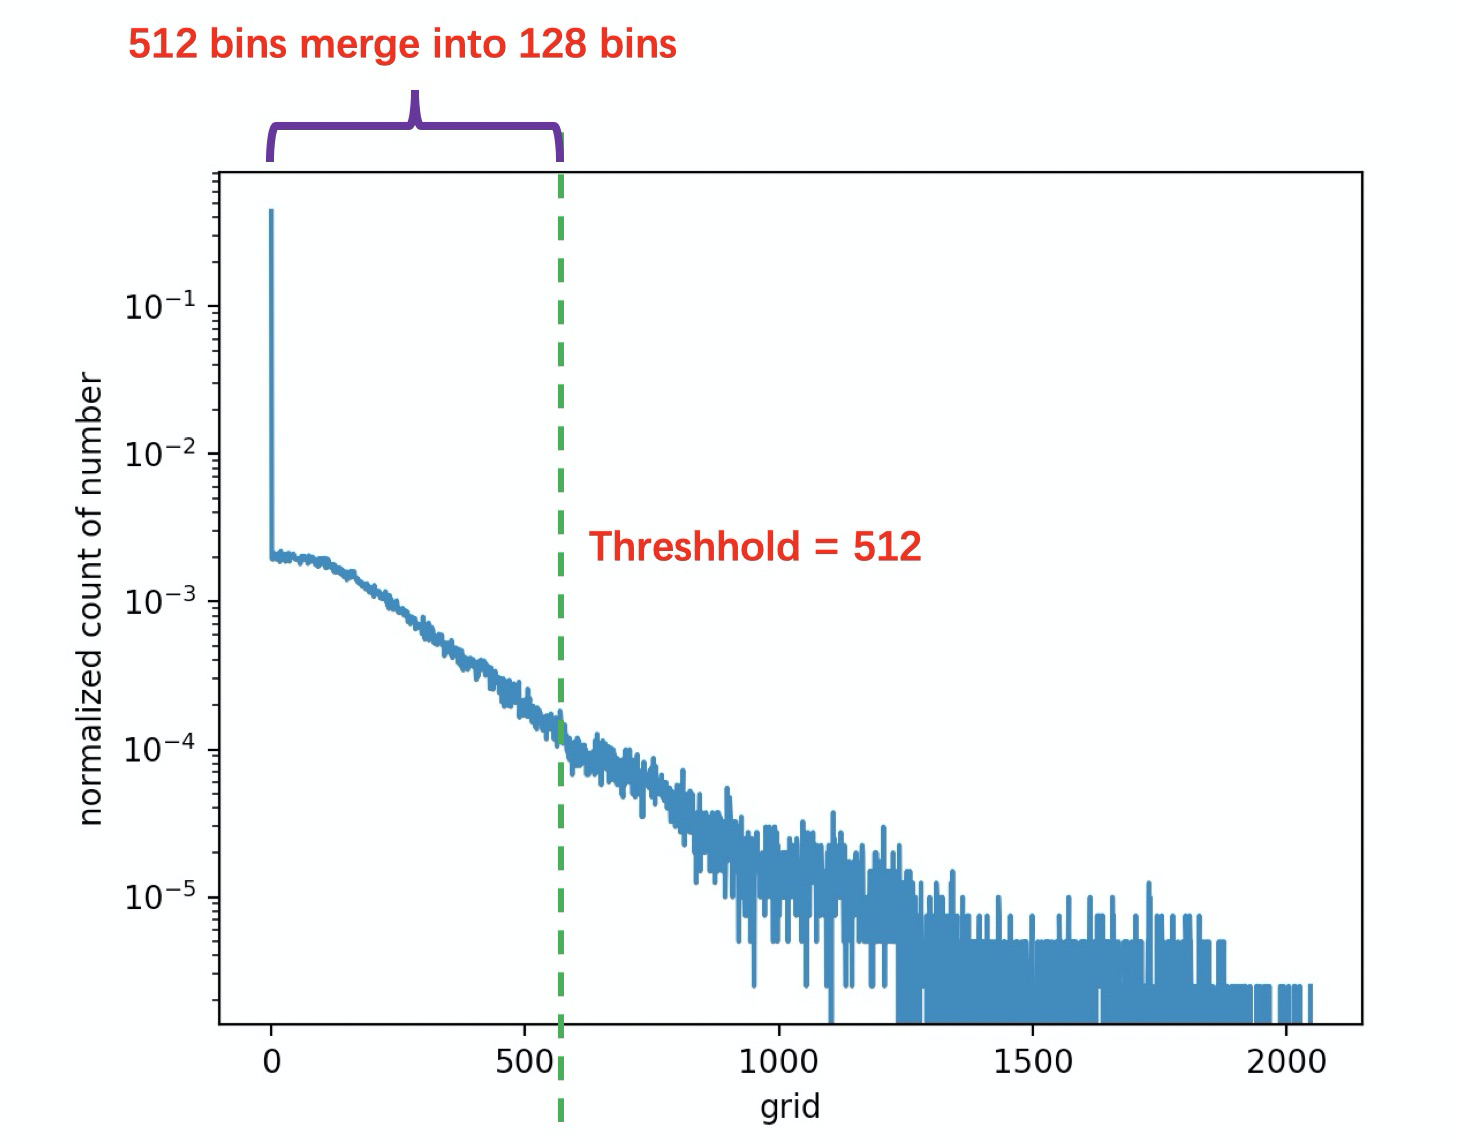 512 bins merge into 128 bins
10⁻¹
10⁻²
Threshhold = 512
10⁻³
10⁻⁴
10⁻⁵
normalized count of number
0 500 1000 1500 2000
grid